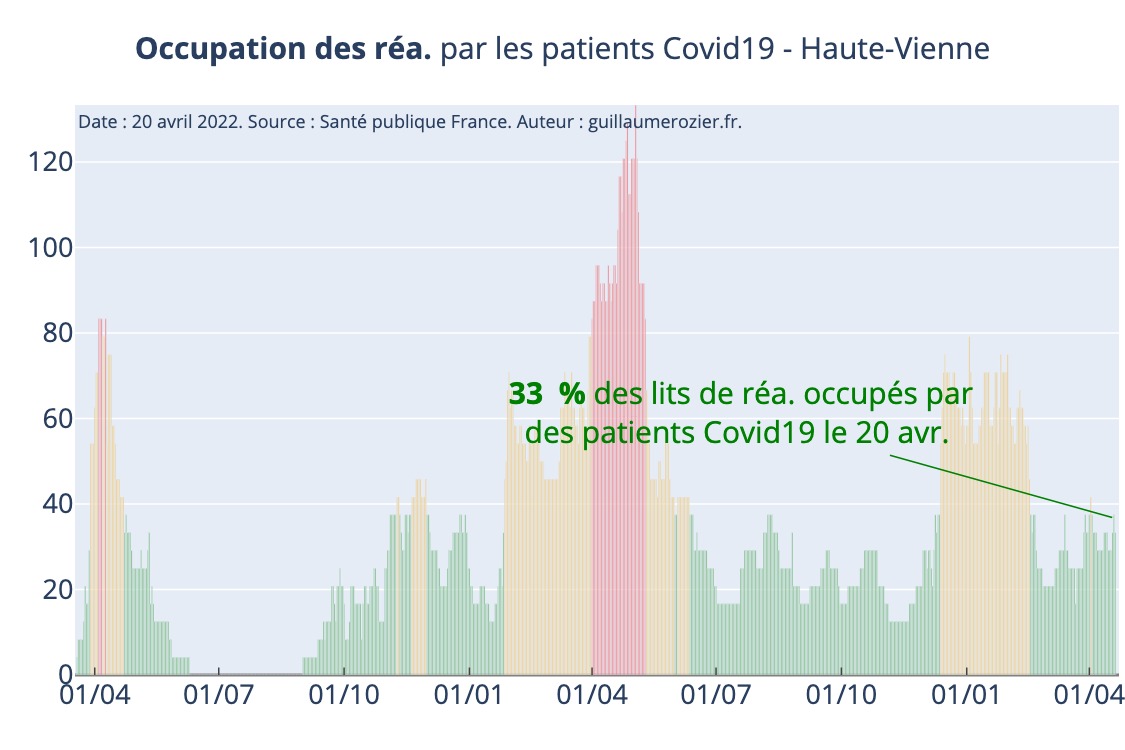 Occupation des réa. par les patients Covid19 - Haute-Vienne
Date : 20 avril 2022. Source : Santé publique France. Auteur : guillaumerozier.fr.
120
100
80
33 % des lits de réa. occupés par
60
des patients Covid19 le 20 avr.
40
20
0
01/04 01/07 01/10 01/01 01/04 01/07 01/10 01/01 01/04